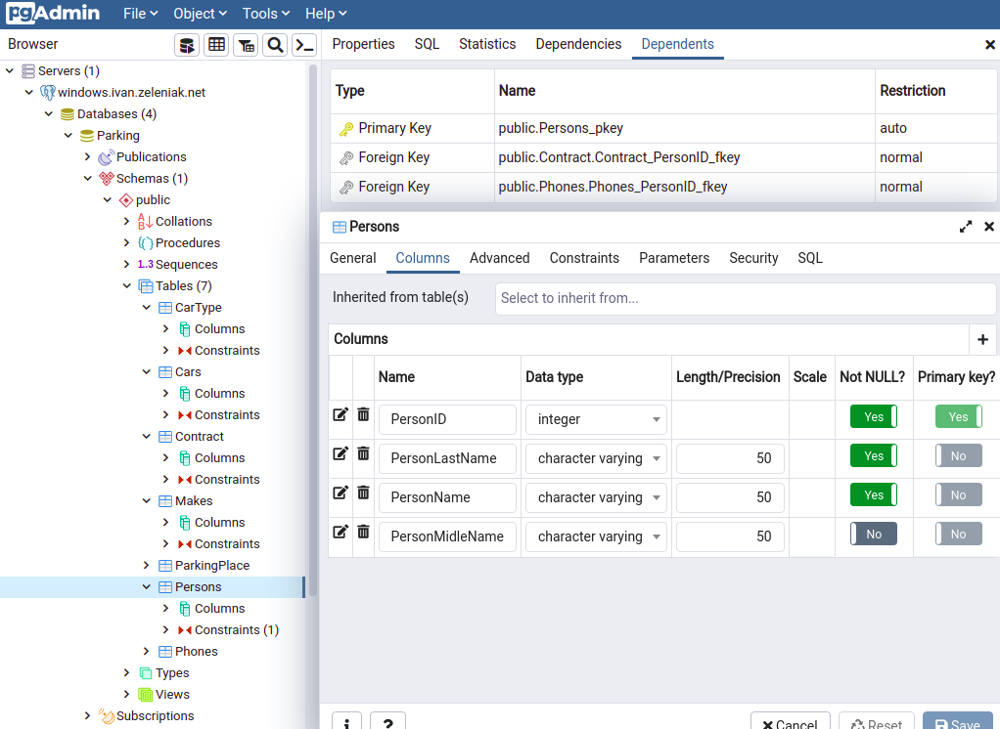 pgAdmin File Object Tools Help
Browser Properties SQL Statistics Dependencies Dependents
Servers (1)
windows.ivan.zeleniak.net
Databases (4)
Parking
Publications
Schemas (1)
public
Collations
Procedures
1..3 Sequences
Tables (7)
CarType
Columns
Constraints
Cars
Columns
Constraints
Contract
Columns
Constraints
Makes
Columns
Constraints
ParkingPlace
Persons
Columns
Constraints (1)
Phones
Types
Views
Subscriptions
Type Name Restriction
Primary Key public.Persons_pkey auto
Foreign Key public.Contract.Contract_PersonID_fkey normal
Foreign Key public.Phones.Phones_PersonID_fkey normal
Persons
General Columns Advanced Constraints Parameters Security SQL
Inherited from table(s) Select to inherit from...
Columns
Name Data type Length/Precision Scale Not NULL? Primary key?
PersonID integer Yes Yes
PersonLastName character varying 50 Yes No
PersonName character varying 50 Yes No
PersonMidleName character varying 50 No No
i ? Cancel Reset Save